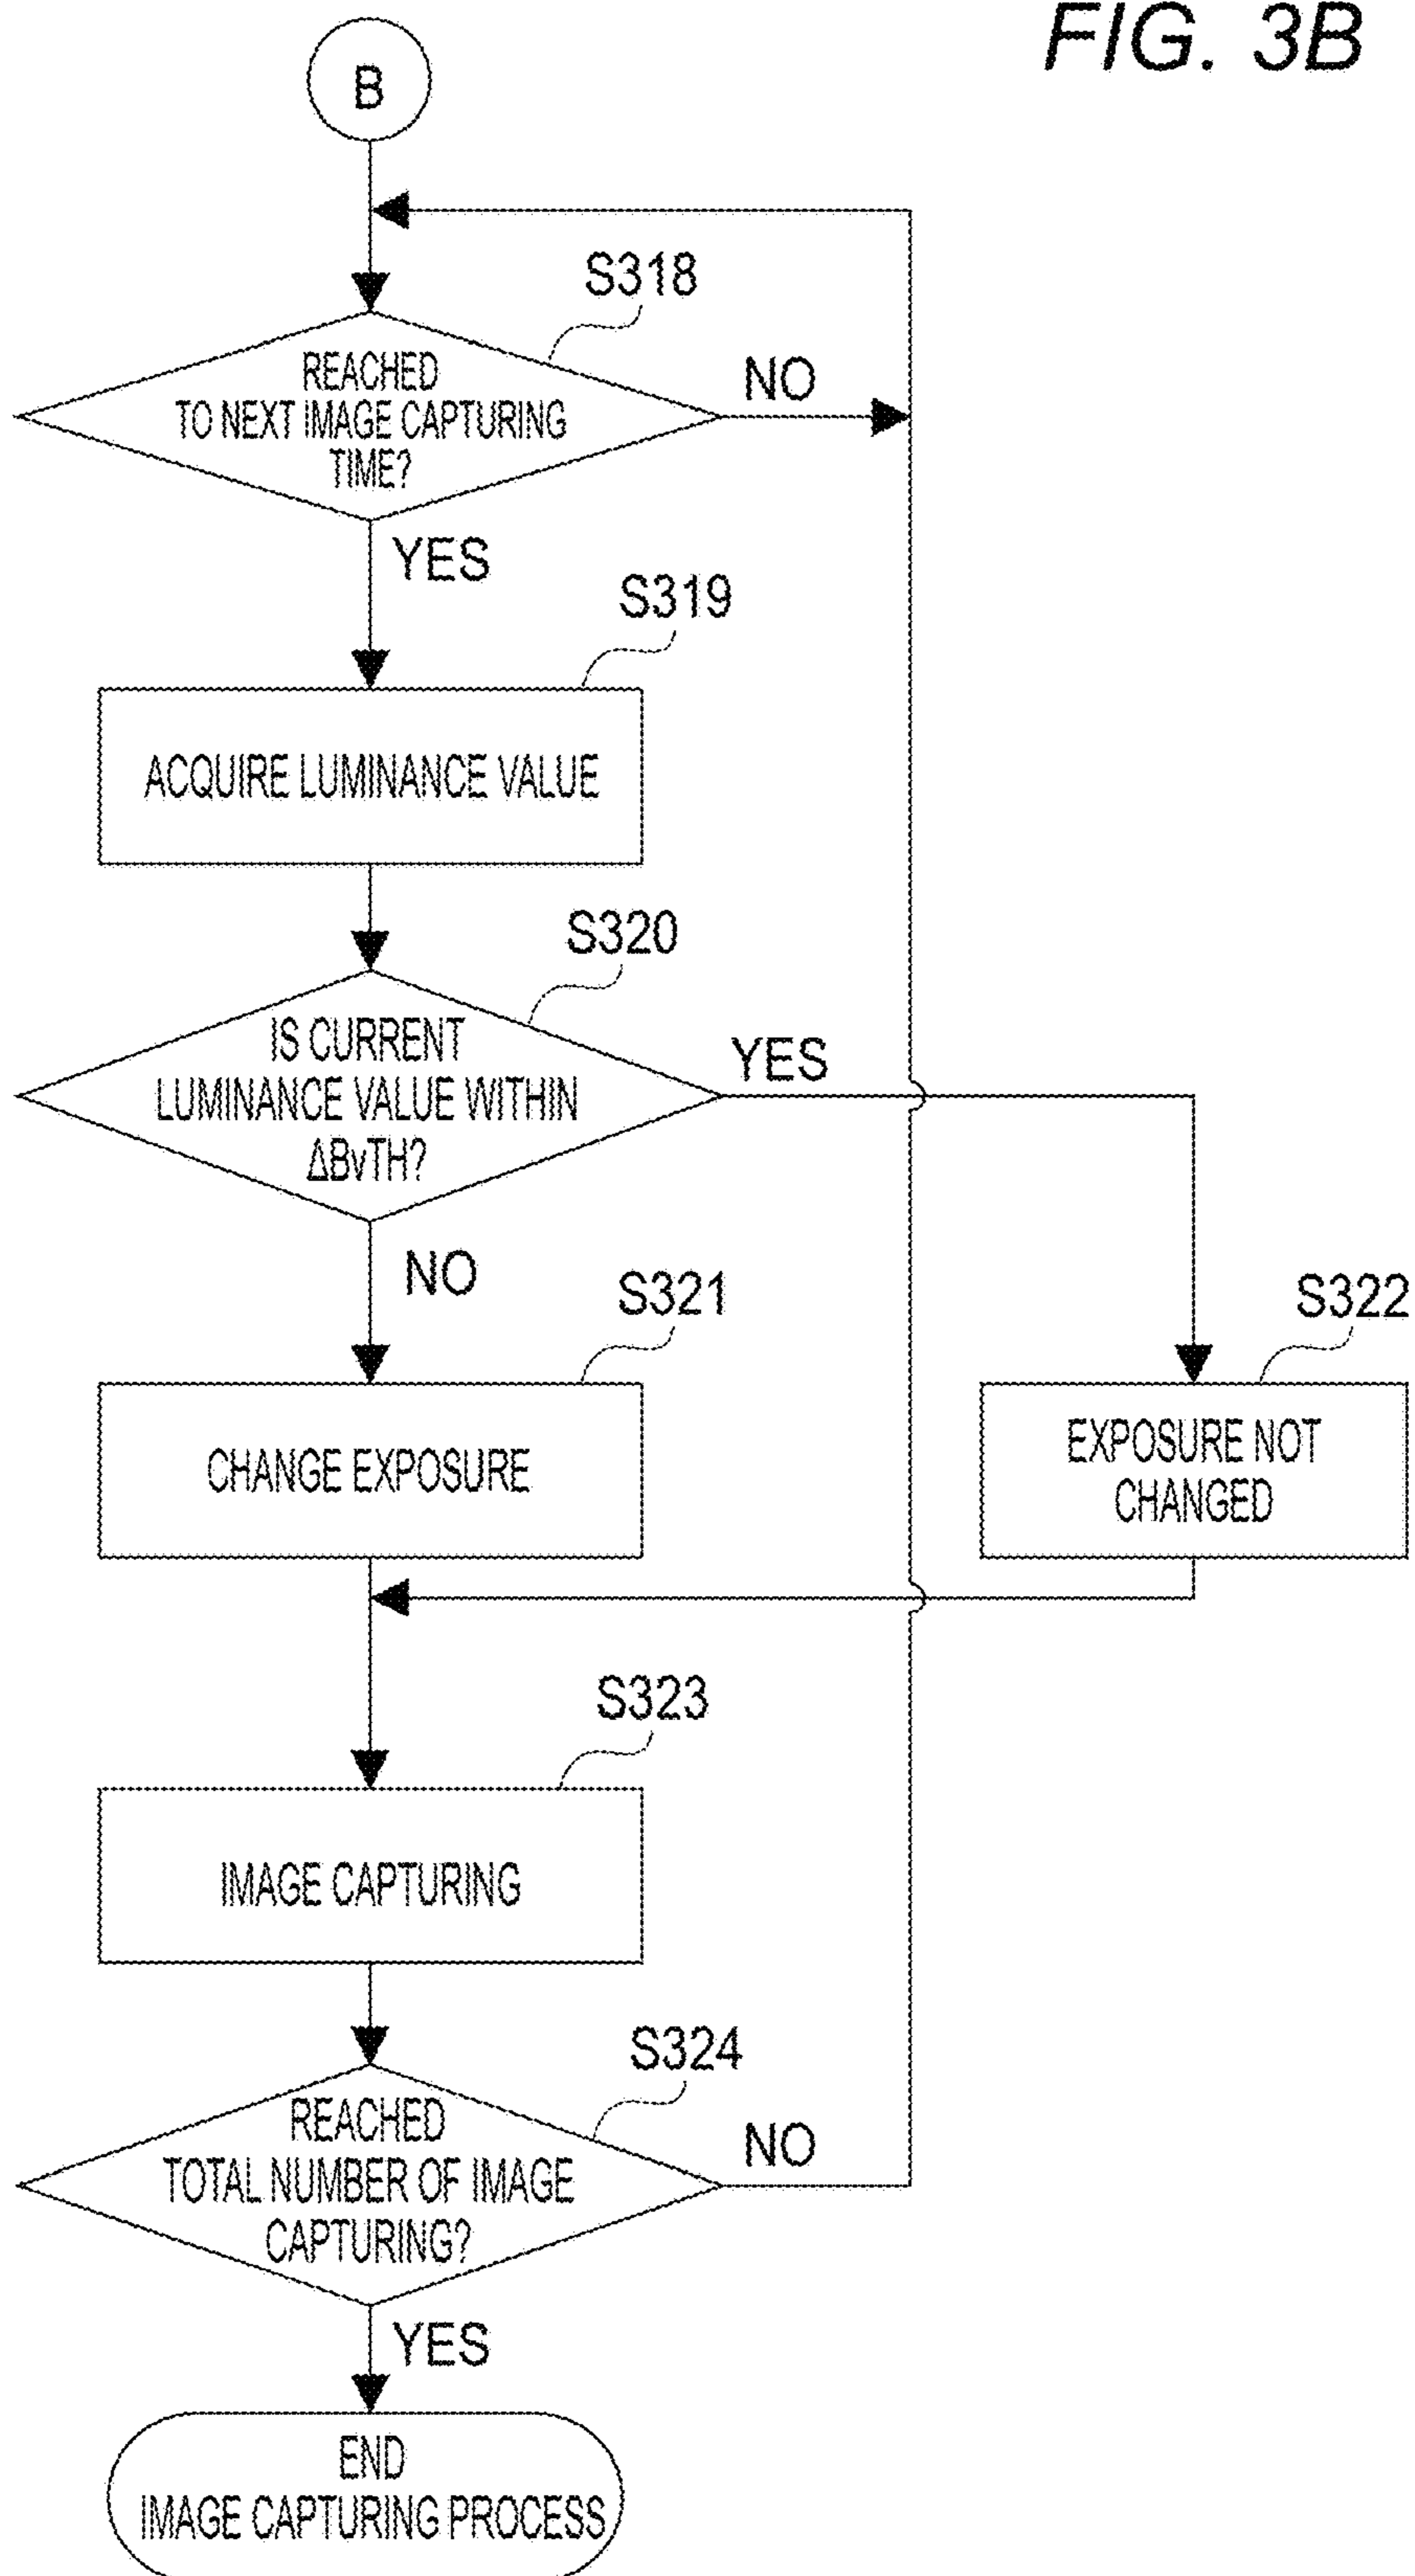 FIG. 3B
B
S318
REACHED
TO NEXT IMAGE CAPTURING
TIME?
NO
YES
S319
ACQUIRE LUMINANCE VALUE
S320
IS CURRENT
LUMINANCE VALUE WITHIN
ΔBvTH?
YES
NO
S321
S322
CHANGE EXPOSURE
EXPOSURE NOT
CHANGED
S323
IMAGE CAPTURING
S324
REACHED
TOTAL NUMBER OF IMAGE
CAPTURING?
NO
YES
END
IMAGE CAPTURING PROCESS